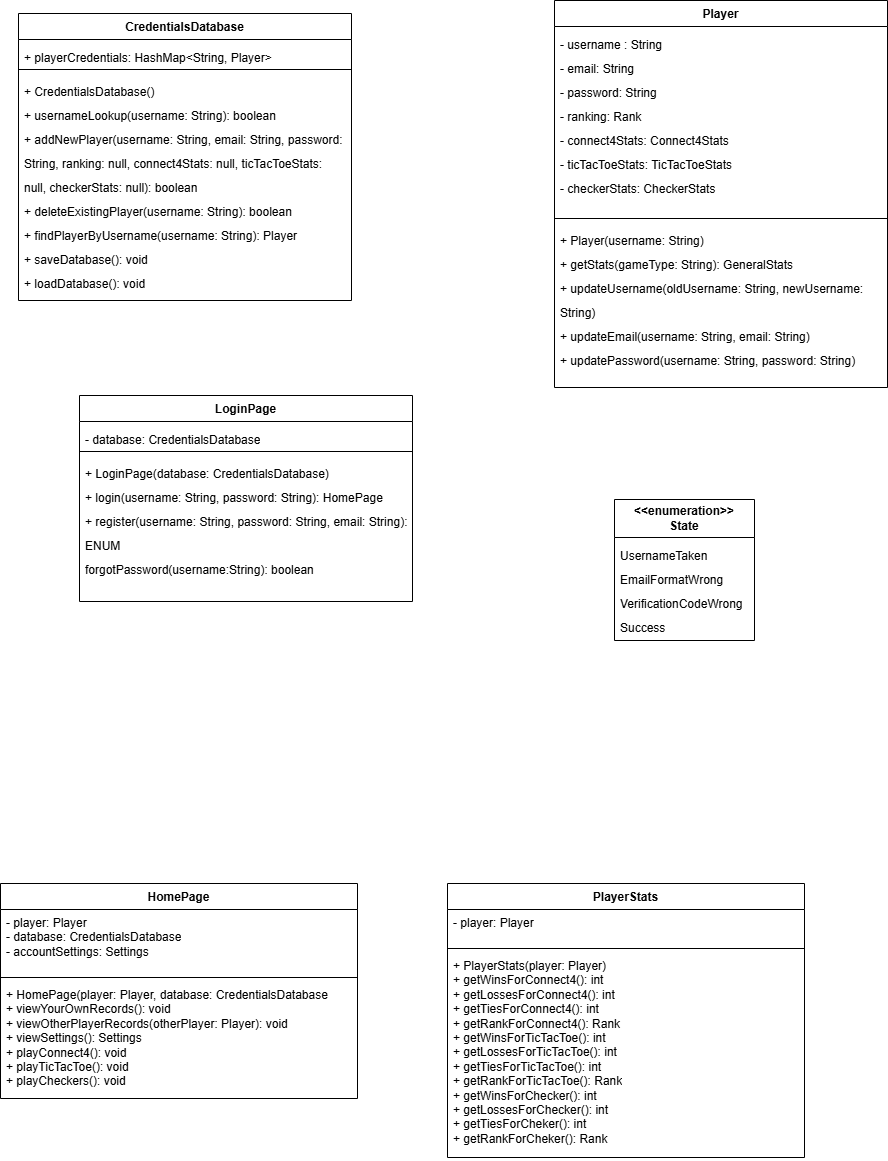 CredentialsDatabase
+ playerCredentials: HashMap<String, Player>
+ CredentialsDatabase()
+ usernameLookup(username: String): boolean
+ addNewPlayer(username: String, email: String, password:
String, ranking: null, connect4Stats: null, ticTacToeStats:
null, checkerStats: null): boolean
+ deleteExistingPlayer(username: String): boolean
+ findPlayerByUsername(username: String): Player
+ saveDatabase(): void
+ loadDatabase(): void
Player
- username : String
- email: String
- password: String
- ranking: Rank
- connect4Stats: Connect4Stats
- ticTacToeStats: TicTacToeStats
- checkerStats: CheckerStats
+ Player(username: String)
+ getStats(gameType: String): GeneralStats
+ updateUsername(oldUsername: String, newUsername:
String)
+ updateEmail(username: String, email: String)
+ updatePassword(username: String, password: String)
LoginPage
- database: CredentialsDatabase
+ LoginPage(database: CredentialsDatabase)
+ login(username: String, password: String): HomePage
+ register(username: String, password: String, email: String):
ENUM
forgotPassword(username:String): boolean
<<enumeration>>
State
UsernameTaken
EmailFormatWrong
VerificationCodeWrong
Success
HomePage
- player: Player
- database: CredentialsDatabase
- accountSettings: Settings
+ HomePage(player: Player, database: CredentialsDatabase
+ viewYourOwnRecords(): void
+ viewOtherPlayerRecords(otherPlayer: Player): void
+ viewSettings(): Settings
+ playConnect4(): void
+ playTicTacToe(): void
+ playCheckers(): void
PlayerStats
- player: Player
+ PlayerStats(player: Player)
+ getWinsForConnect4(): int
+ getLossesForConnect4(): int
+ getTiesForConnect4(): int
+ getRankForConnect4(): Rank
+ getWinsForTicTacToe(): int
+ getLossesForTicTacToe(): int
+ getTiesForTicTacToe(): int
+ getRankForTicTacToe(): Rank
+ getWinsForChecker(): int
+ getLossesForChecker(): int
+ getTiesForCheker(): int
+ getRankForCheker(): Rank